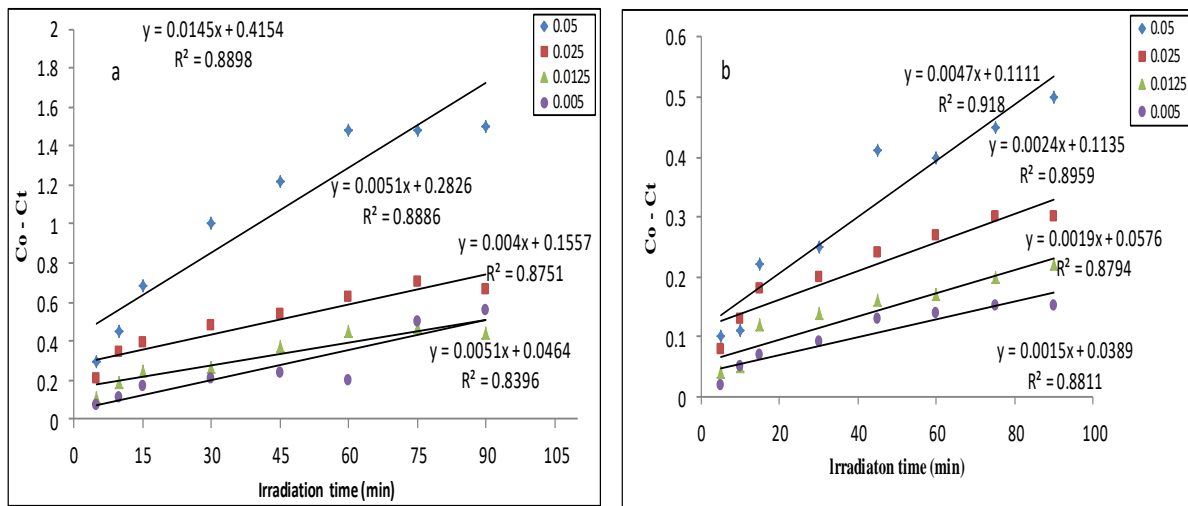 a
y = 0.0145x + 0.4154
R² = 0.8898
0.05
0.025
0.0125
0.005
y = 0.0051x + 0.2826
R² = 0.8886
y = 0.004x + 0.1557
R² = 0.8751
y = 0.0051x + 0.0464
R² = 0.8396
Co - Ct
2
1.8
1.6
1.4
1.2
1
0.8
0.6
0.4
0.2
0
0 15 30 45 60 75 90 105
Irradiation time (min)
b
0.05
0.025
0.0125
0.005
y = 0.0047x + 0.1111
R² = 0.918
y = 0.0024x + 0.1135
R² = 0.8959
y = 0.0019x + 0.0576
R² = 0.8794
y = 0.0015x + 0.0389
R² = 0.8811
Co - Ct
0.6
0.5
0.4
0.3
0.2
0.1
0
0 20 40 60 80 100
Irradiaton time (min)